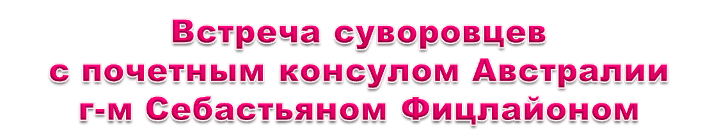 Встреча суворовцев
с почетным консулом Австралии
г-м Себастьяном Фицлайоном